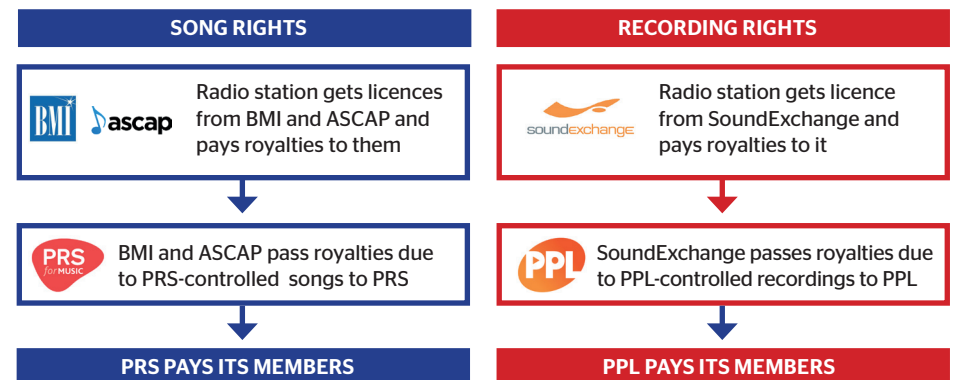 SONG RIGHTS
BMI
ascap
Radio station gets licences
from BMI and ASCAP and
pays royalties to them
PRS
for MUSIC
BMI and ASCAP pass royalties due
to PRS-controlled songs to PRS
PRS PAYS ITS MEMBERS
RECORDING RIGHTS
soundexchange
Radio station gets licence
from SoundExchange and
pays royalties to it
PPL
SoundExchange passes royalties due
to PPL-controlled recordings to PPL
PPL PAYS ITS MEMBERS